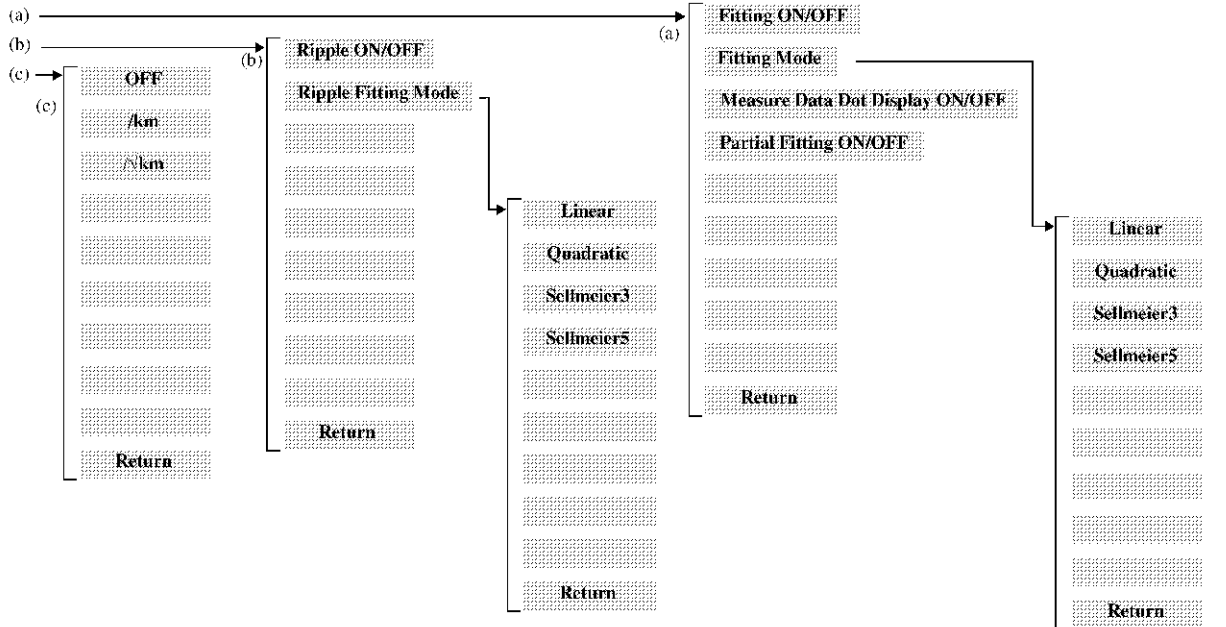 (a)
(b)
(c)
(c)
OFF
/km
/√km
Return
(b)
Ripple ON/OFF
Ripple Fitting Mode
Return
Linear
Quadratic
Sellmeier3
Sellmeier5
Return
(a)
Fitting ON/OFF
Fitting Mode
Measure Data Dot Display ON/OFF
Partial Fitting ON/OFF
Return
Linear
Quadratic
Sellmeier3
Sellmeier5
Return